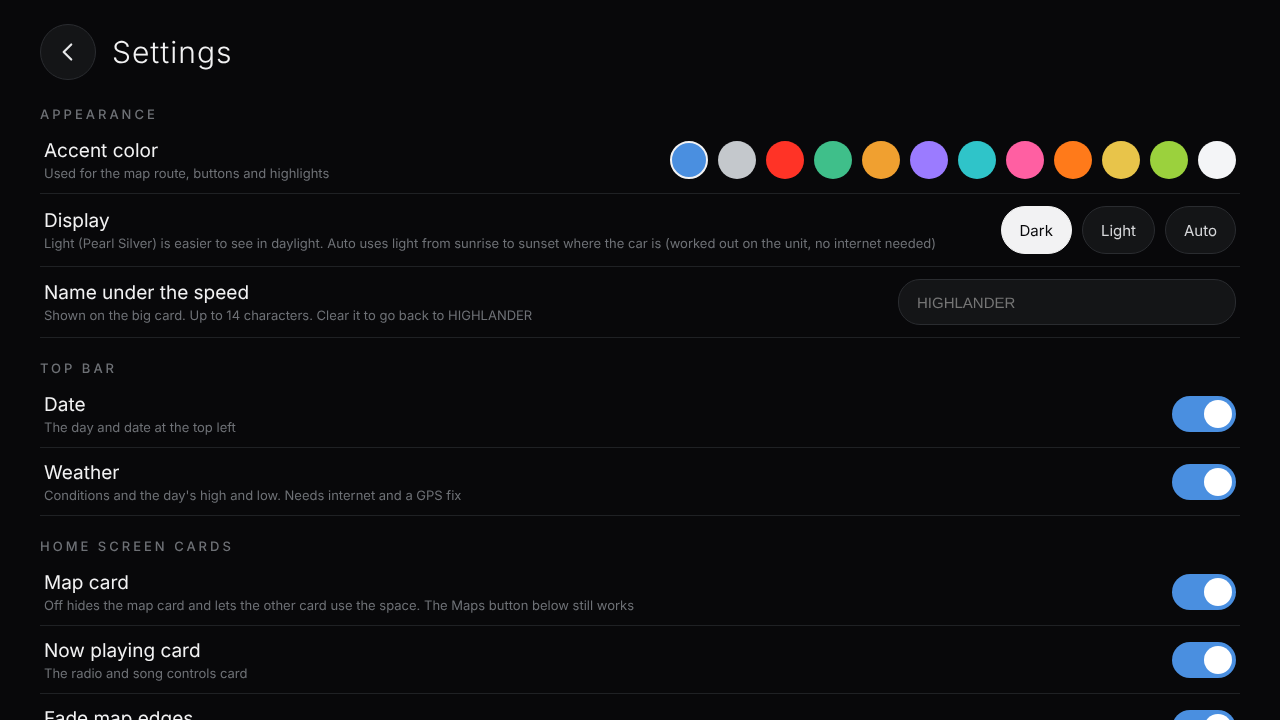 Settings
APPEARANCE
Accent color
Used for the map route, buttons and highlights
Display
Light (Pearl Silver) is easier to see in daylight. Auto uses light from sunrise to sunset where the car is (worked out on the unit, no internet needed)
Dark
Light
Auto
Name under the speed
Shown on the big card. Up to 14 characters. Clear it to go back to HIGHLANDER
HIGHLANDER
TOP BAR
Date
The day and date at the top left
Weather
Conditions and the day's high and low. Needs internet and a GPS fix
HOME SCREEN CARDS
Map card
Off hides the map card and lets the other card use the space. The Maps button below still works
Now playing card
The radio and song controls card
Fade map edges